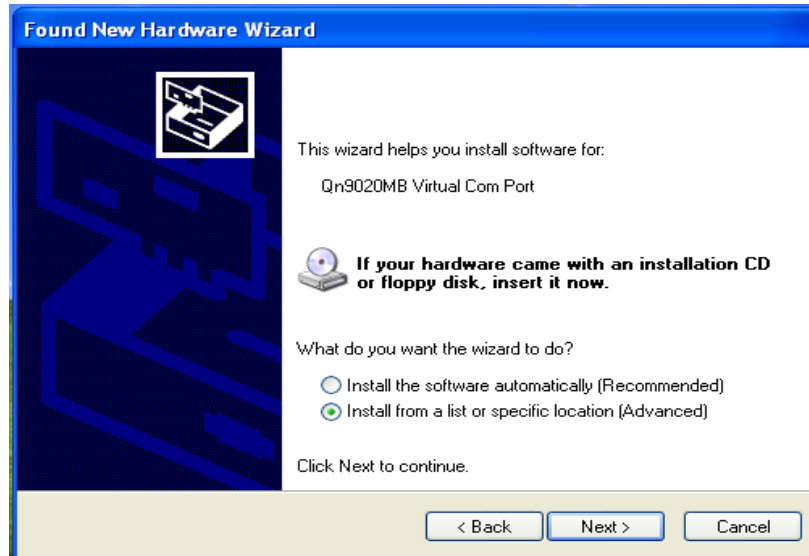 Found New Hardware Wizard
This wizard helps you install software for:
Qn9020MB Virtual Com Port
If your hardware came with an installation CD
or floppy disk, insert it now.
What do you want the wizard to do?
Install the software automatically (Recommended)
Install from a list or specific location (Advanced)
Click Next to continue.
< Back Next > Cancel